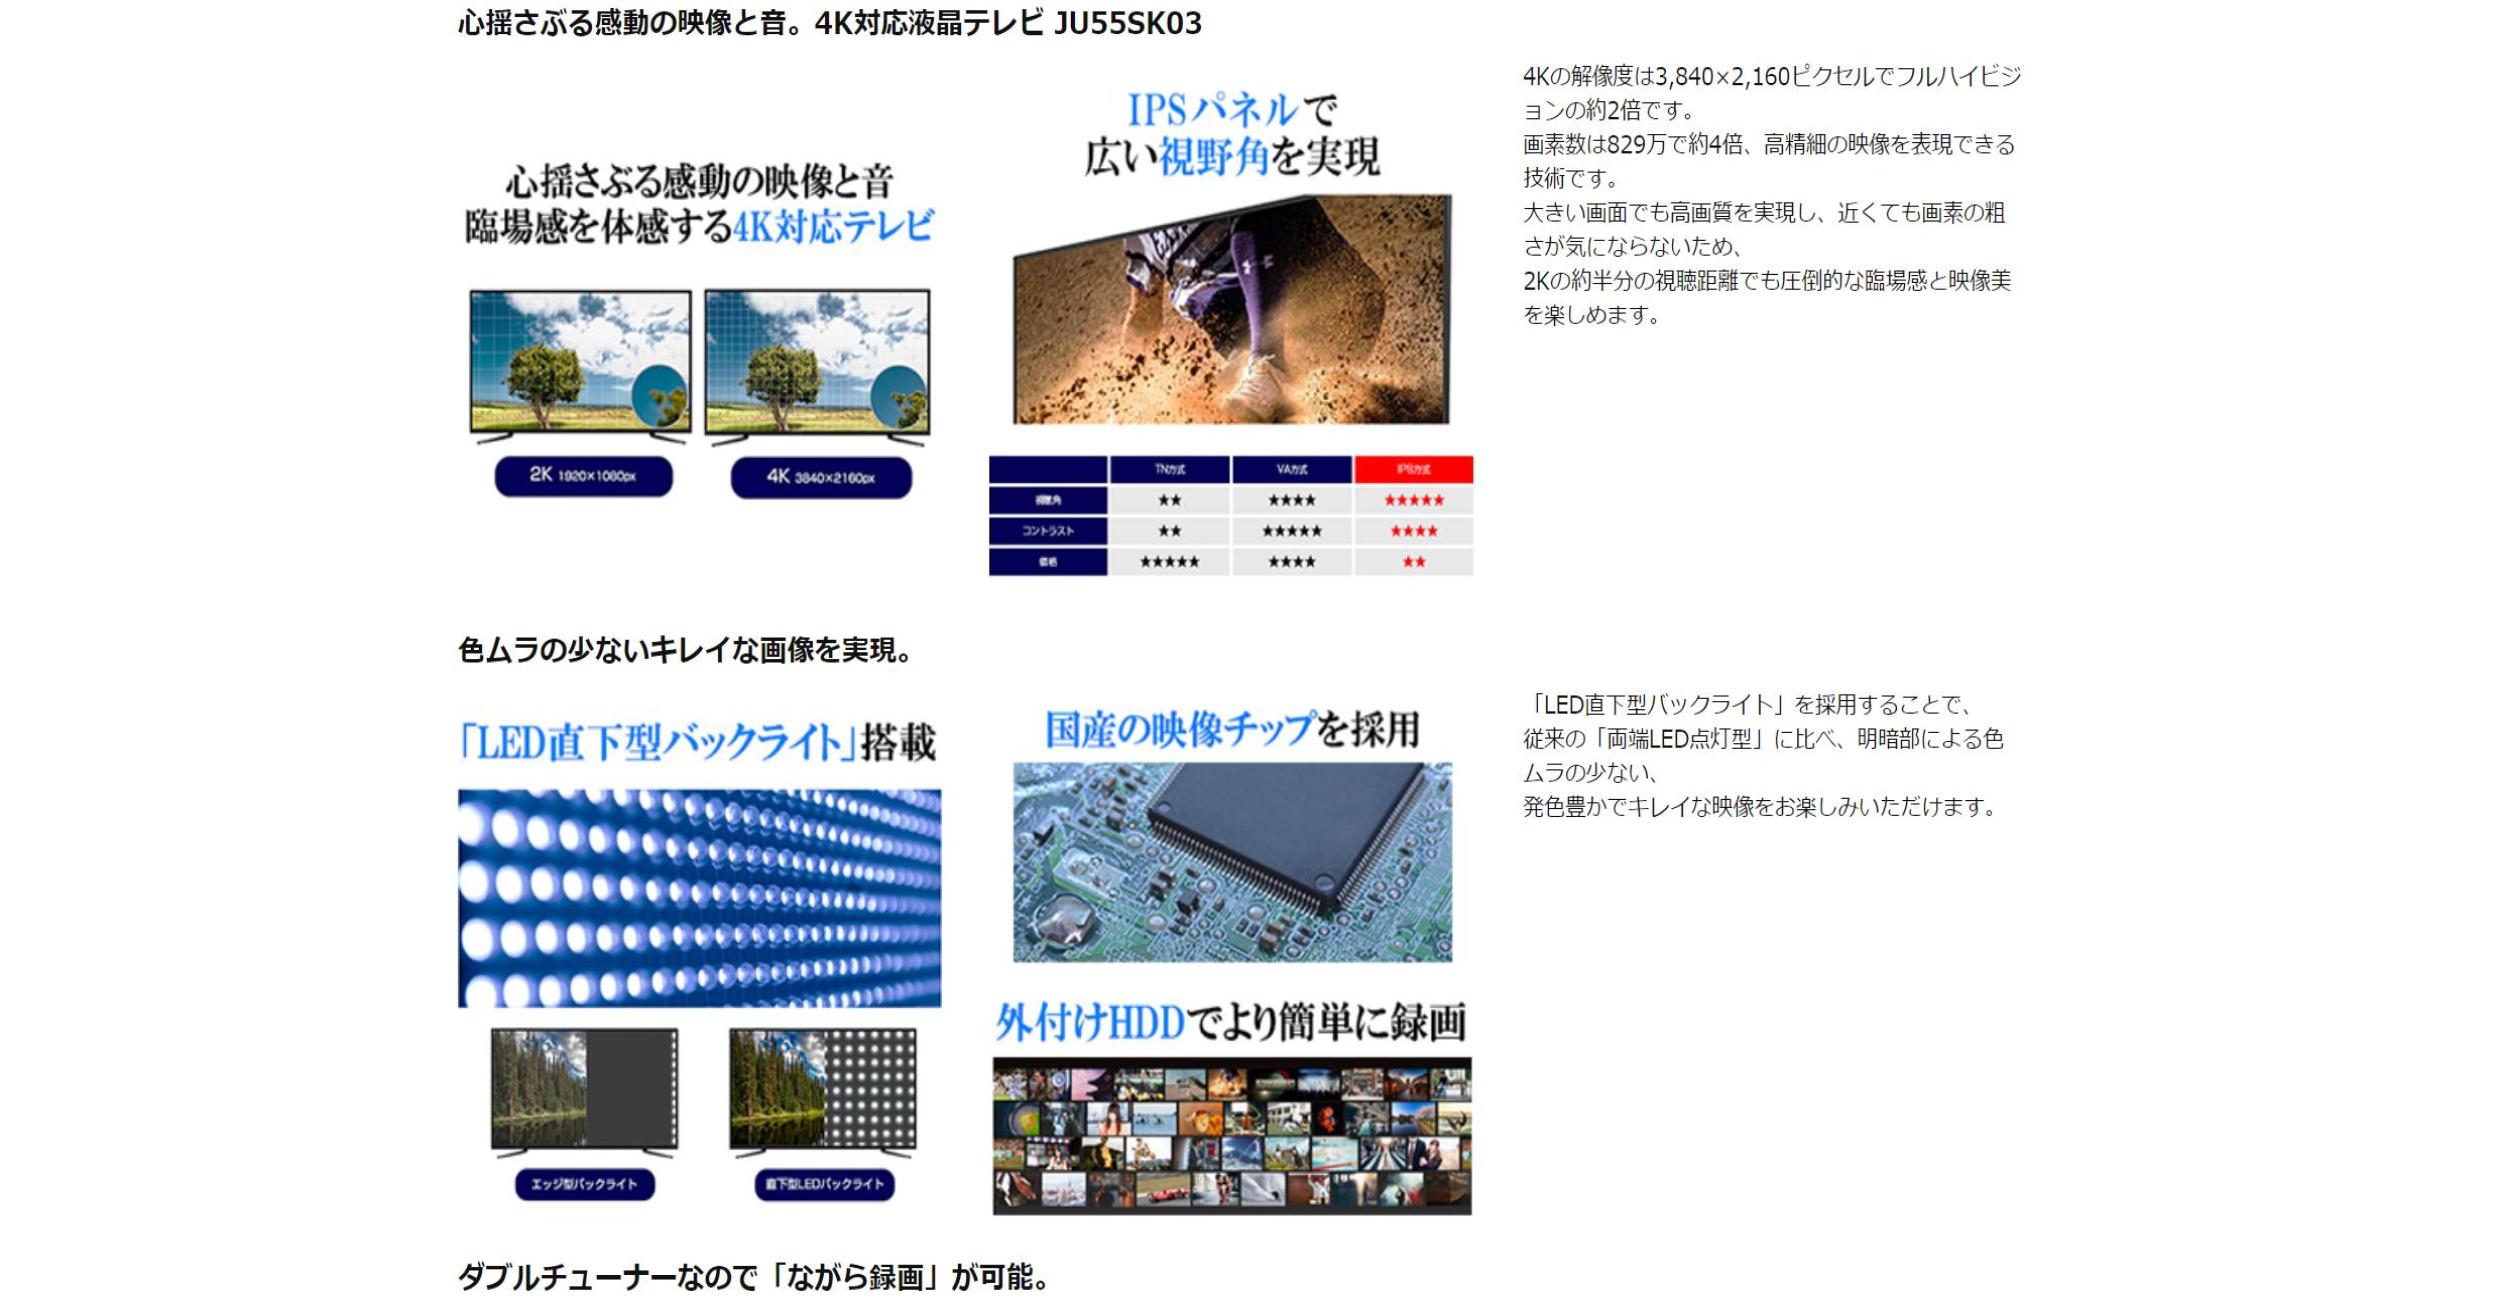 心揺さぶる感動の映像と音。4K対応液晶テレビ JU55SK03
心揺さぶる感動の映像と音
臨場感を体感する4K対応テレビ
2K 1920×1080px
4K 3840×2160px
IPSパネルで
広い視野角を実現
TN方式 VA方式 IPS方式
視聴角 ★★ ★★★★ ★★★★★
コントラスト ★★ ★★★★★ ★★★★
価格 ★★★★★ ★★★★ ★★
4Kの解像度は3,840×2,160ピクセルでフルハイビジ
ョンの約2倍です。
画素数は829万で約4倍、高精細の映像を表現できる
技術です。
大きい画面でも高画質を実現し、近くても画素の粗
さが気にならないため、
2Kの約半分の視聴距離でも圧倒的な臨場感と映像美
を楽しめます。
色ムラの少ないキレイな画像を実現。
「LED直下型バックライト」搭載
エッジ型バックライト
直下型LEDバックライト
国産の映像チップを採用
外付けHDDでより簡単に録画
「LED直下型バックライト」を採用することで、
従来の「両端LED点灯型」に比べ、明暗部による色
ムラの少ない、
発色豊かでキレイな映像をお楽しみいただけます。
ダブルチューナーなので「ながら録画」が可能。